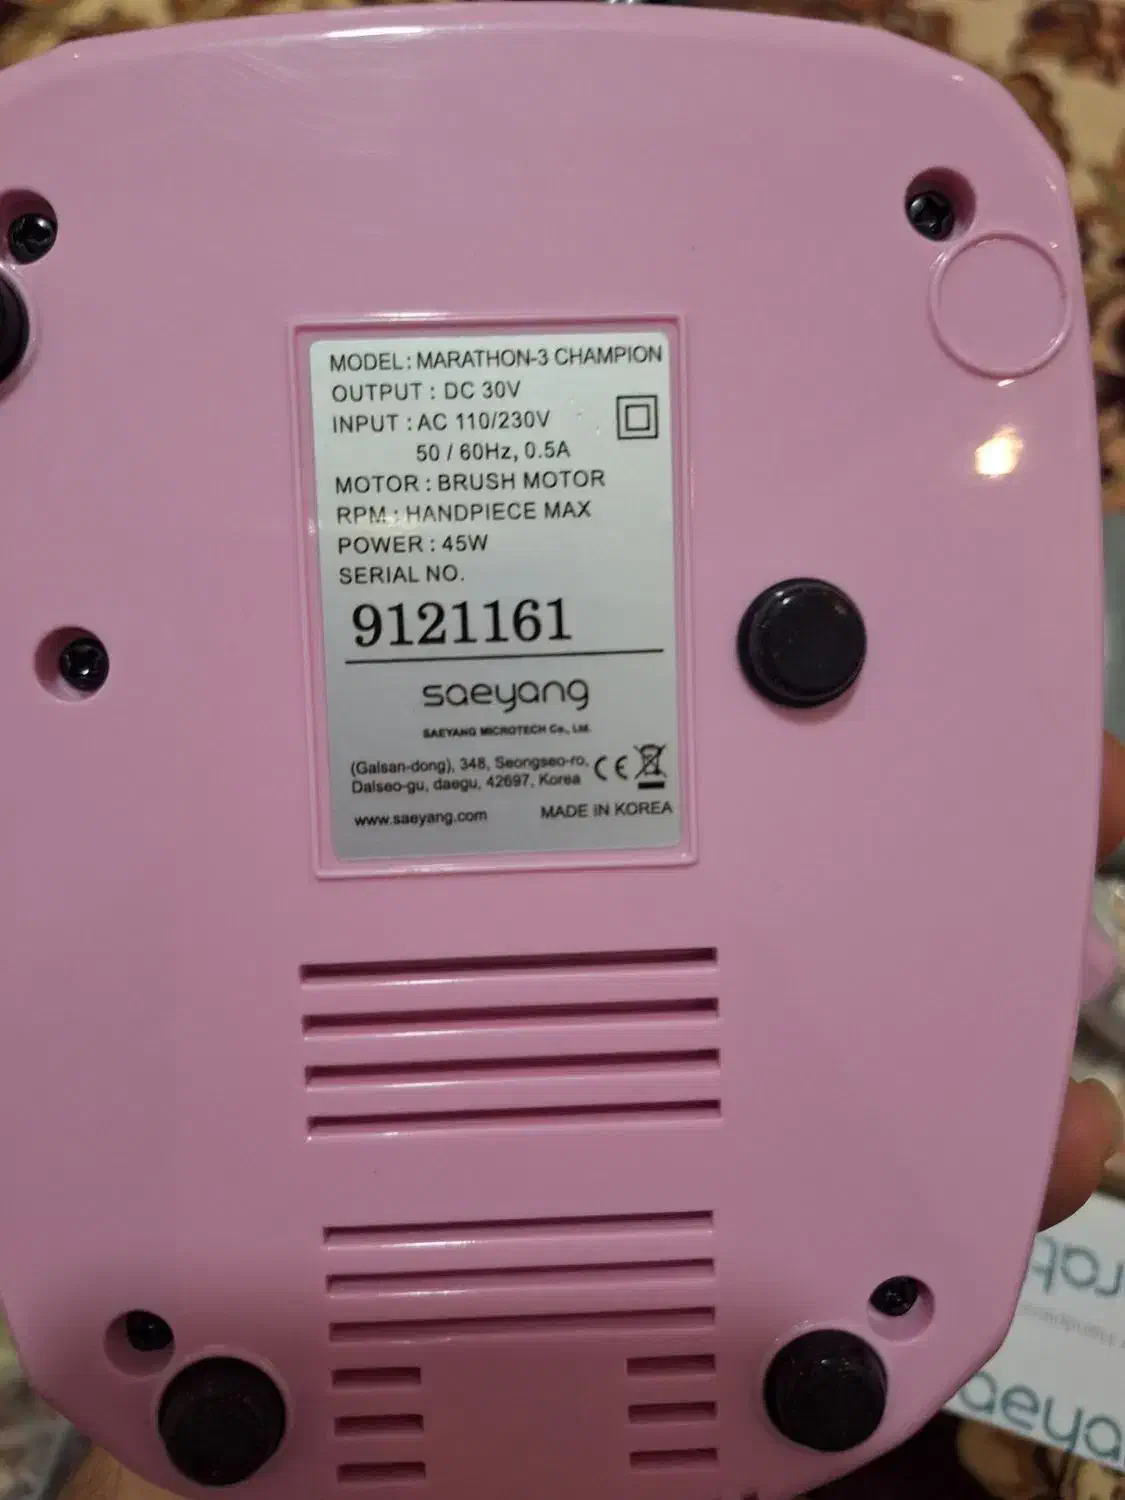 MODEL : MARATHON-3 CHAMPION
OUTPUT : DC 30V
INPUT : AC 110/230V
50 / 60Hz, 0.5A
MOTOR : BRUSH MOTOR
RPM : HANDPIECE MAX
POWER : 45W
SERIAL NO.
9121161
saeyang
SAEYANG MICROTECH Co., Ltd.
(Galsan-dong), 348, Seongseo-ro,
Dalseo-gu, daegu, 42697, Korea
CE
www.saeyang.com
MADE IN KOREA